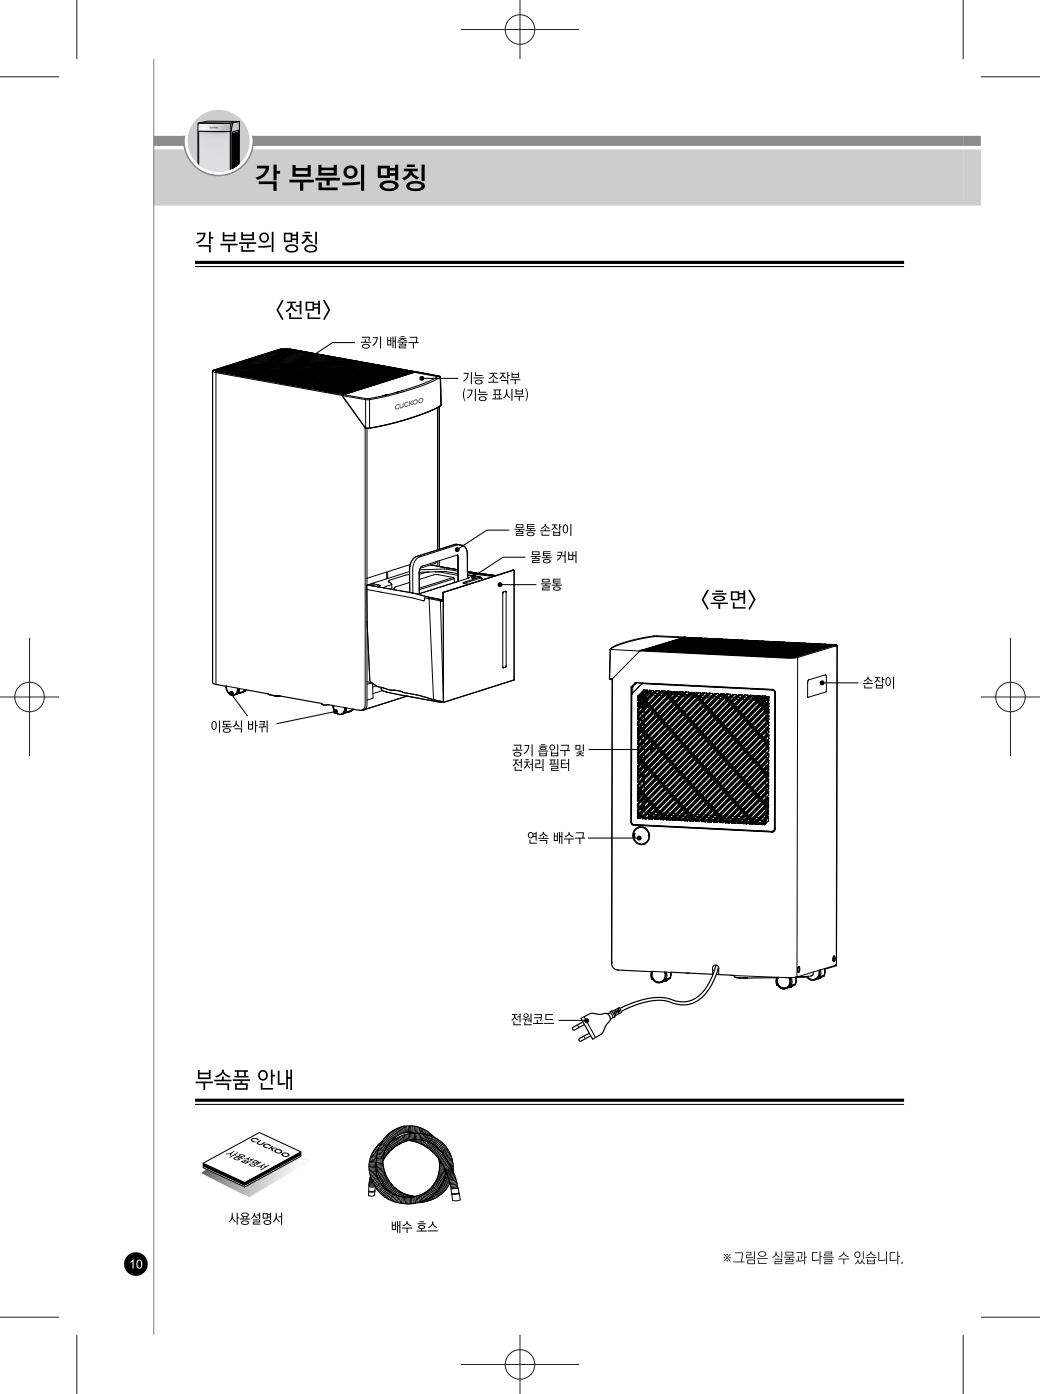 각 부분의 명칭
각 부분의 명칭
〈전면〉
공기 배출구
기능 조작부
(기능 표시부)
CUCKOO
물통 손잡이
물통 커버
물통
이동식 바퀴
〈후면〉
손잡이
공기 흡입구 및
전처리 필터
연속 배수구
전원코드
부속품 안내
CUCKOO
사용설명서
사용설명서
배수 호스
※그림은 실물과 다를 수 있습니다.
10